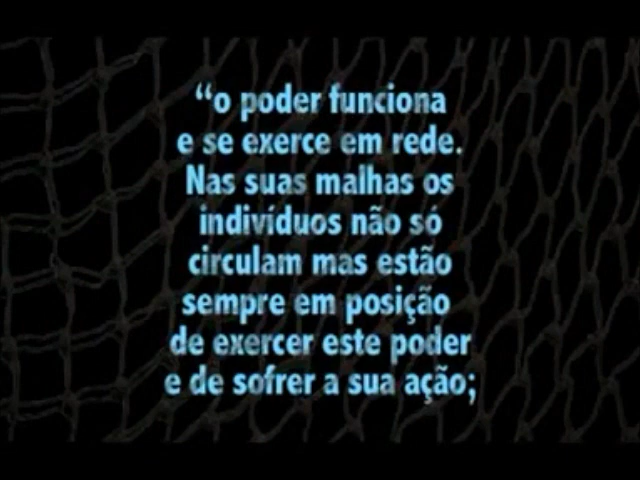 “o poder funciona
e se exerce em rede.
Nas suas malhas os
indivíduos não só
circulam mas estão
sempre em posição
de exercer este poder
e de sofrer a sua ação;